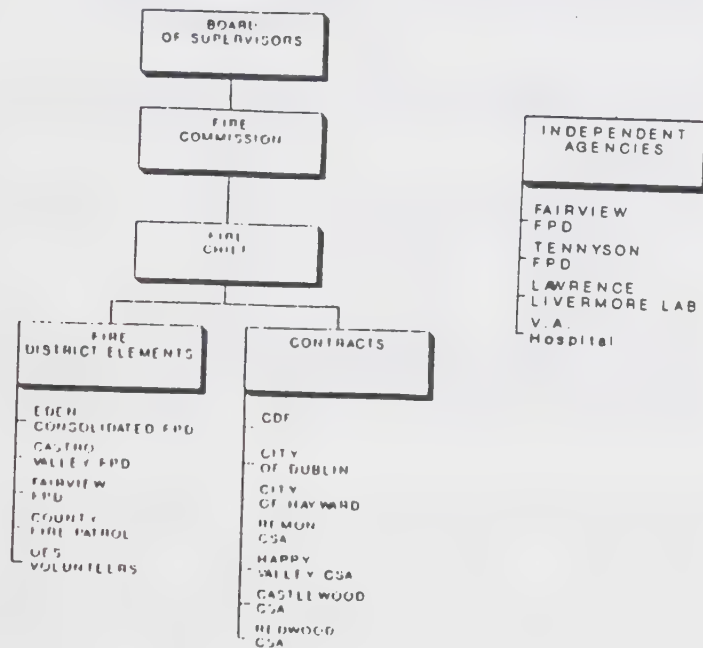 BOARD
OF SUPERVISORS
FIRE
COMMISSION
FIRE
CHIEF
FIRE
DISTRICT ELEMENTS
EDEN
CONSOLIDATED FPD
CASTRO
VALLEY FPD
FAIRVIEW
FPD
COUNTY
FIRE PATROL
OES
VOLUNTEERS
CONTRACTS
CDF
CITY
OF DUBLIN
CITY
OF HAYWARD
REMON
CSA
HAPPY
VALLEY CSA
CASTLEWOOD
CSA
REDWOOD
CSA
INDEPENDENT
AGENCIES
FAIRVIEW
FPD
TENNYSON
FPD
LAWRENCE
LIVERMORE LAB
V.A.
Hospital